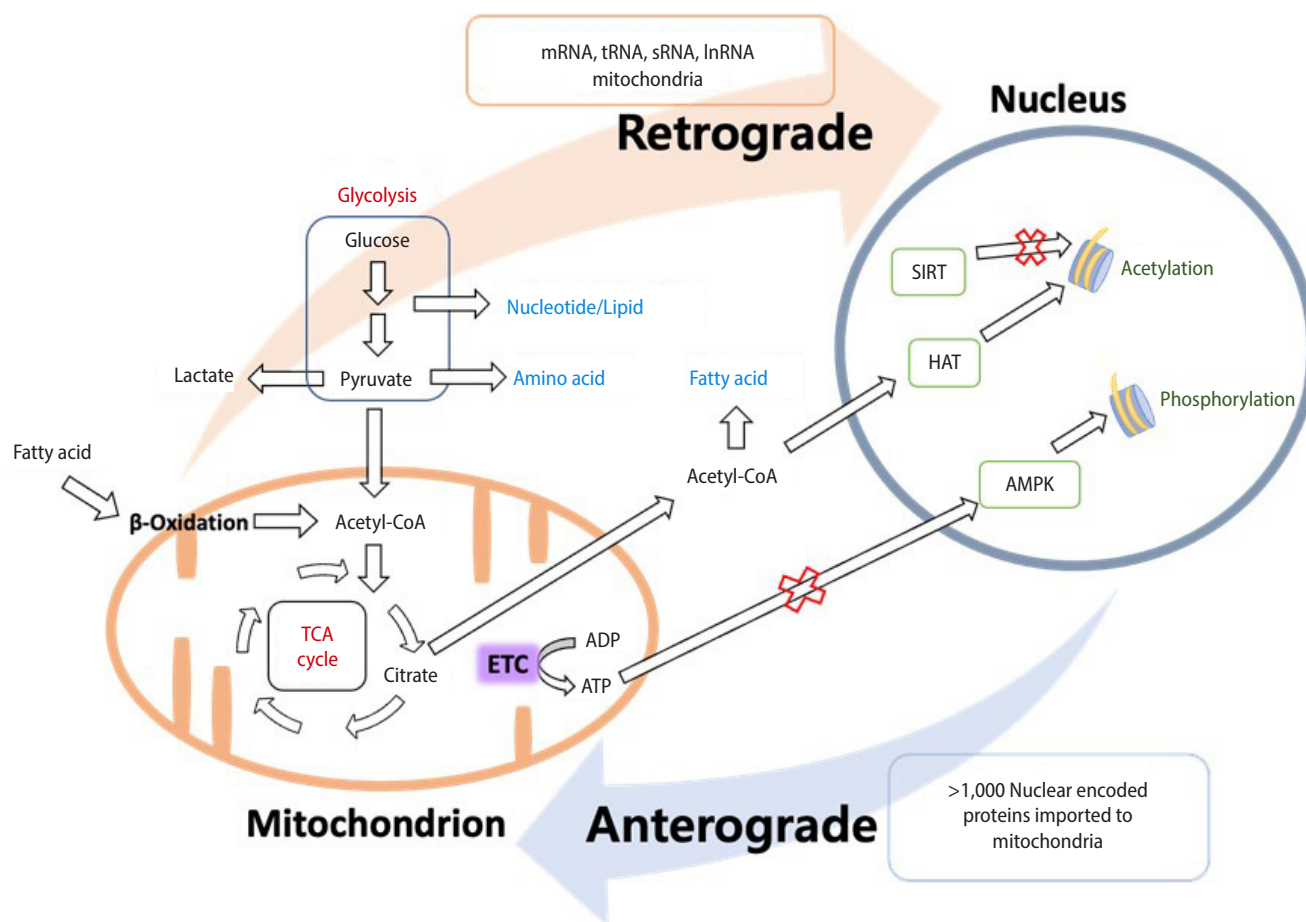 mRNA, tRNA, sRNA, lnRNA
mitochondria
Retrograde
Nucleus
Glycolysis
Glucose
Nucleotide/Lipid
Lactate
Pyruvate
Amino acid
Fatty acid
SIRT
Acetylation
HAT
Phosphorylation
Fatty acid
Acetyl-CoA
AMPK
β-Oxidation
Acetyl-CoA
TCA
cycle
Citrate
ETC
ADP
ATP
Mitochondrion
Anterograde
>1,000 Nuclear encoded
proteins imported to
mitochondria